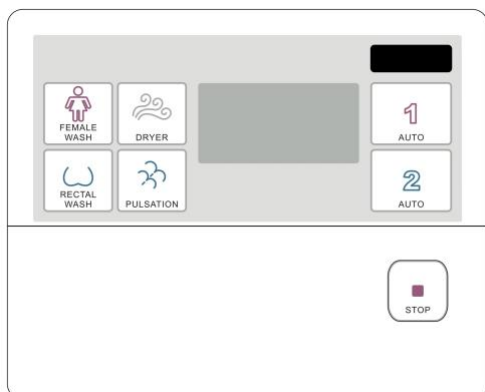 FEMALE
WASH
DRYER
1
AUTO
RECTAL
WASH
PULSATION
2
AUTO
STOP